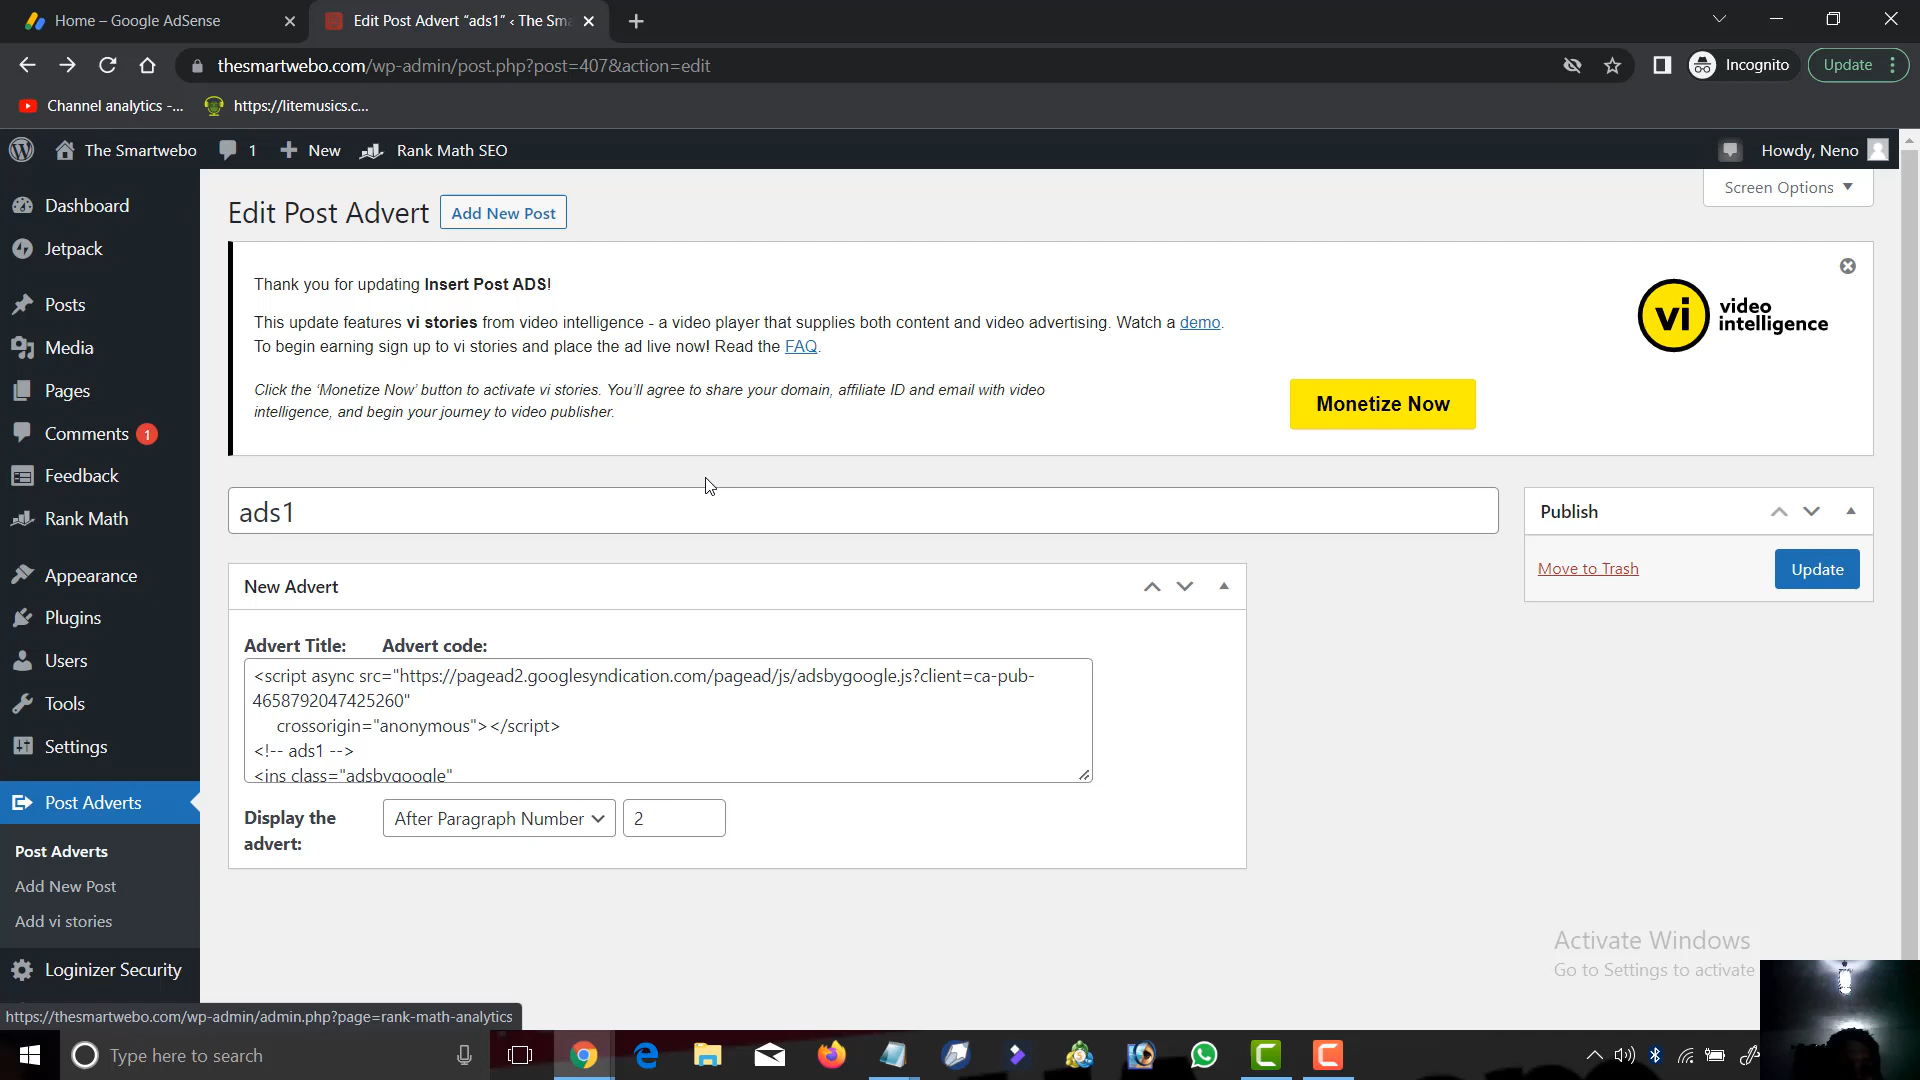 Home – Google AdSense
Edit Post Advert “ads1” ‹ The Sma
thesmartwebo.com/wp-admin/post.php?post=407&action=edit
Incognito
Update
Channel analytics -...
https://litemusics.c...
The Smartwebo
1
New
Rank Math SEO
Howdy, Neno
Dashboard
Jetpack
Posts
Media
Pages
Comments 1
Feedback
Rank Math
Appearance
Plugins
Users
Tools
Settings
Post Adverts
Post Adverts
Add New Post
Add vi stories
Loginizer Security
Screen Options
Edit Post Advert
Add New Post
Thank you for updating Insert Post ADS!
This update features vi stories from video intelligence - a video player that supplies both content and video advertising. Watch a demo.
To begin earning sign up to vi stories and place the ad live now! Read the FAQ.
Click the ‘Monetize Now’ button to activate vi stories. You’ll agree to share your domain, affiliate ID and email with video
intelligence, and begin your journey to video publisher.
Monetize Now
vi
video
intelligence
ads1
Publish
Move to Trash
Update
New Advert
Advert Title:
Advert code:
<script async src="https://pagead2.googlesyndication.com/pagead/js/adsbygoogle.js?client=ca-pub-
4658792047425260"
crossorigin="anonymous"></script>
<!-- ads1 -->
<ins class="adsbygoogle"
Display the
advert:
After Paragraph Number
2
Activate Windows
Go to Settings to activate
https://thesmartwebo.com/wp-admin/admin.php?page=rank-math-analytics
Type here to search